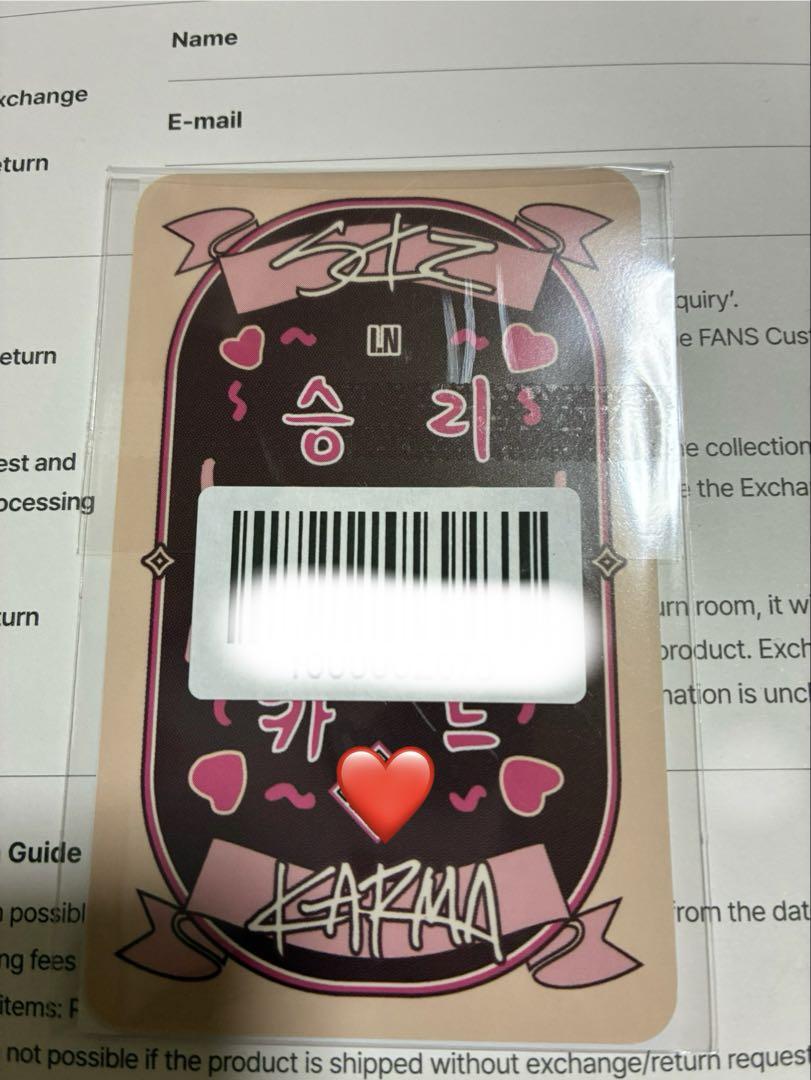 Name
xchange
E-mail
eturn
StZ
quiry'.
I.N
e FANS Cus
eturn
승 리
e collection
est and
e the Excha
ocessing
urn room, it w
urn
product. Exch
nation is uncl
카 드
Guide
KARMA
possibl
rom the dat
ng fees
items: F
not possible if the product is shipped without exchange/return request